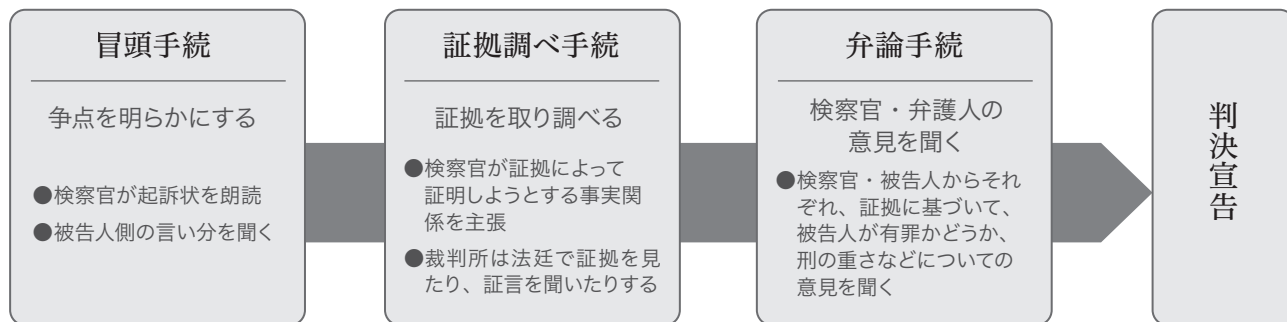 冒頭手続
争点を明らかにする
●検察官が起訴状を朗読
●被告人側の言い分を聞く
証拠調べ手続
証拠を取り調べる
●検察官が証拠によって
証明しようとする事実関
係を主張
●裁判所は法廷で証拠を見
たり、証言を聞いたりする
弁論手続
検察官・弁護人の
意見を聞く
●検察官・被告人からそれ
ぞれ、証拠に基づいて、
被告人が有罪かどうか、
刑の重さなどについての
意見を聞く
判決宣告